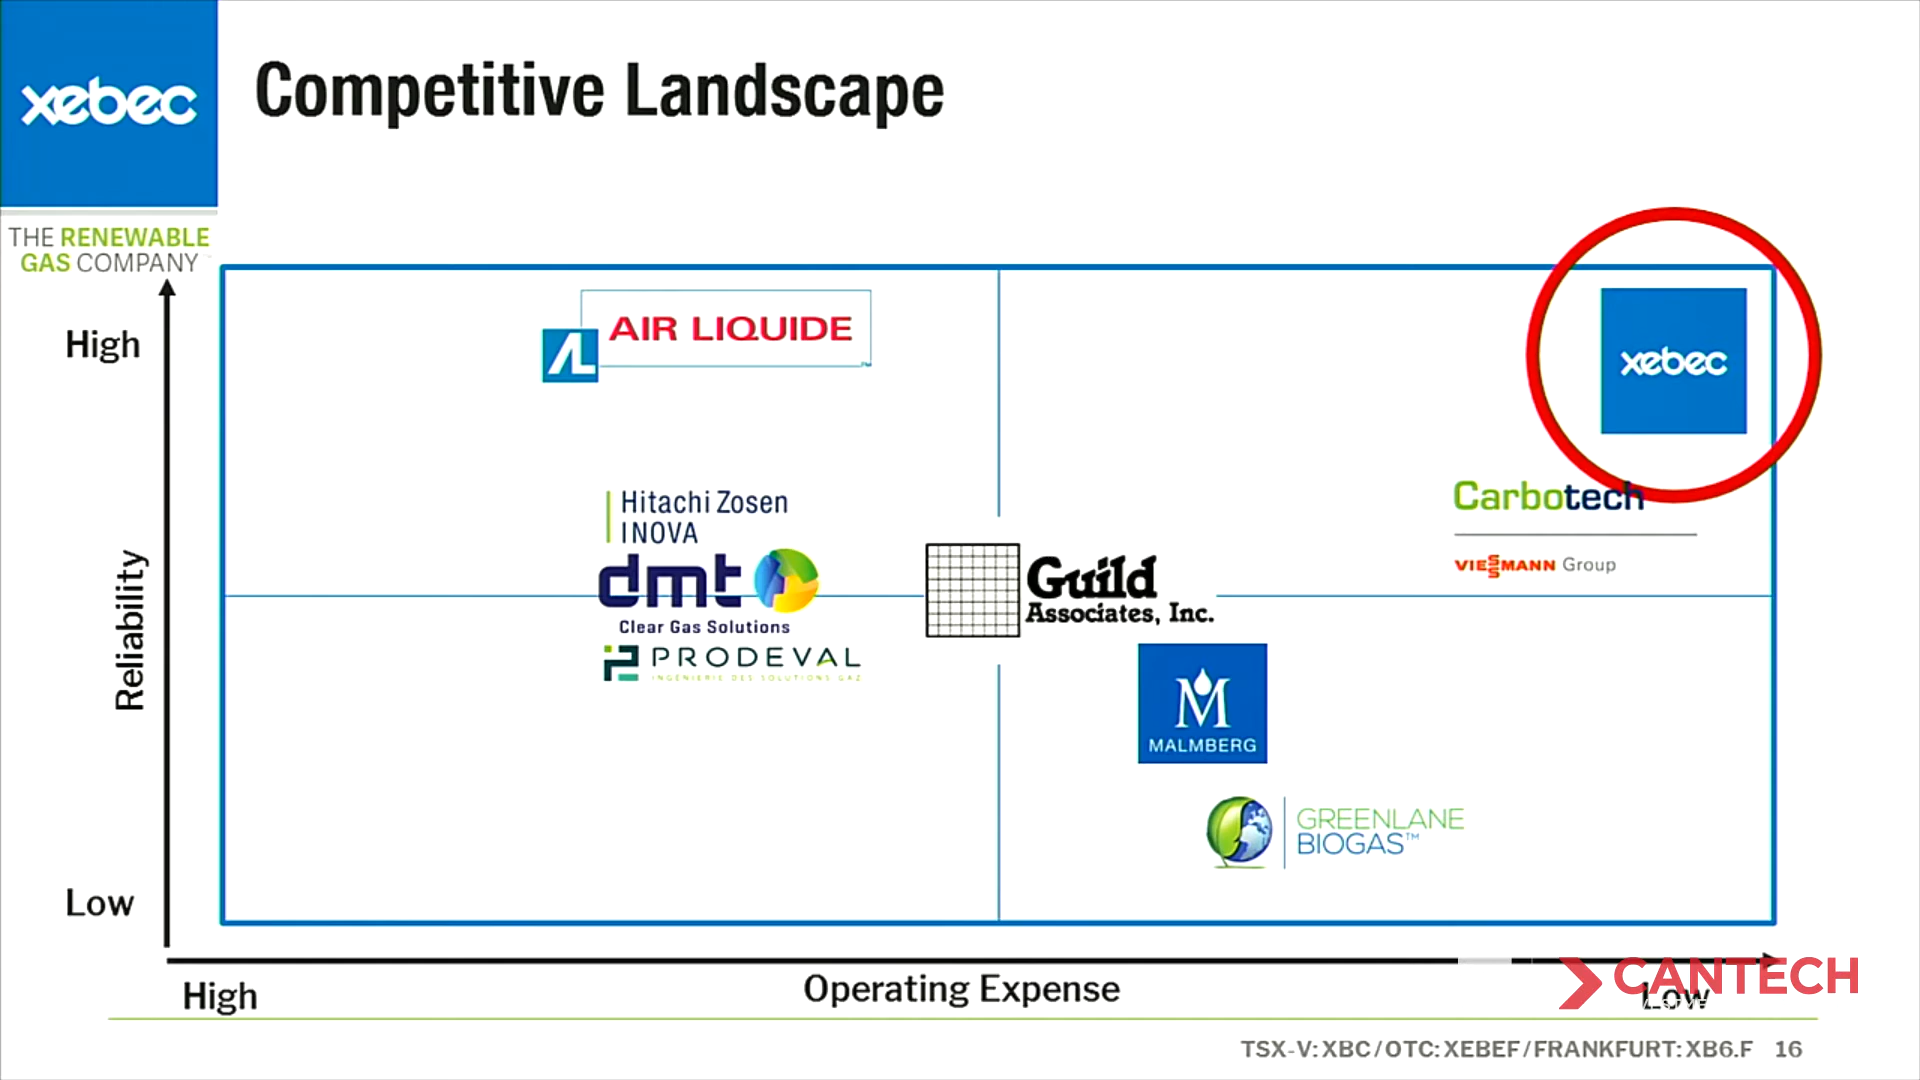 xebec
Competitive Landscape
THE RENEWABLE
GAS COMPANY
High
AIR LIQUIDE
xebec
Hitachi Zosen
INOVA
Carbotech
VIESSMANN Group
dmt
Clear Gas Solutions
Guild
Associates, Inc.
PRODEVAL
INGÉNIERIE DES SOLUTIONS GAZ
Reliability
M
MALMBERG
GREENLANE
BIOGAS™
Low
High
Operating Expense
Low
CANTECH
TSX-V: XBC / OTC: XEBEF / FRANKFURT: XB6.F 16